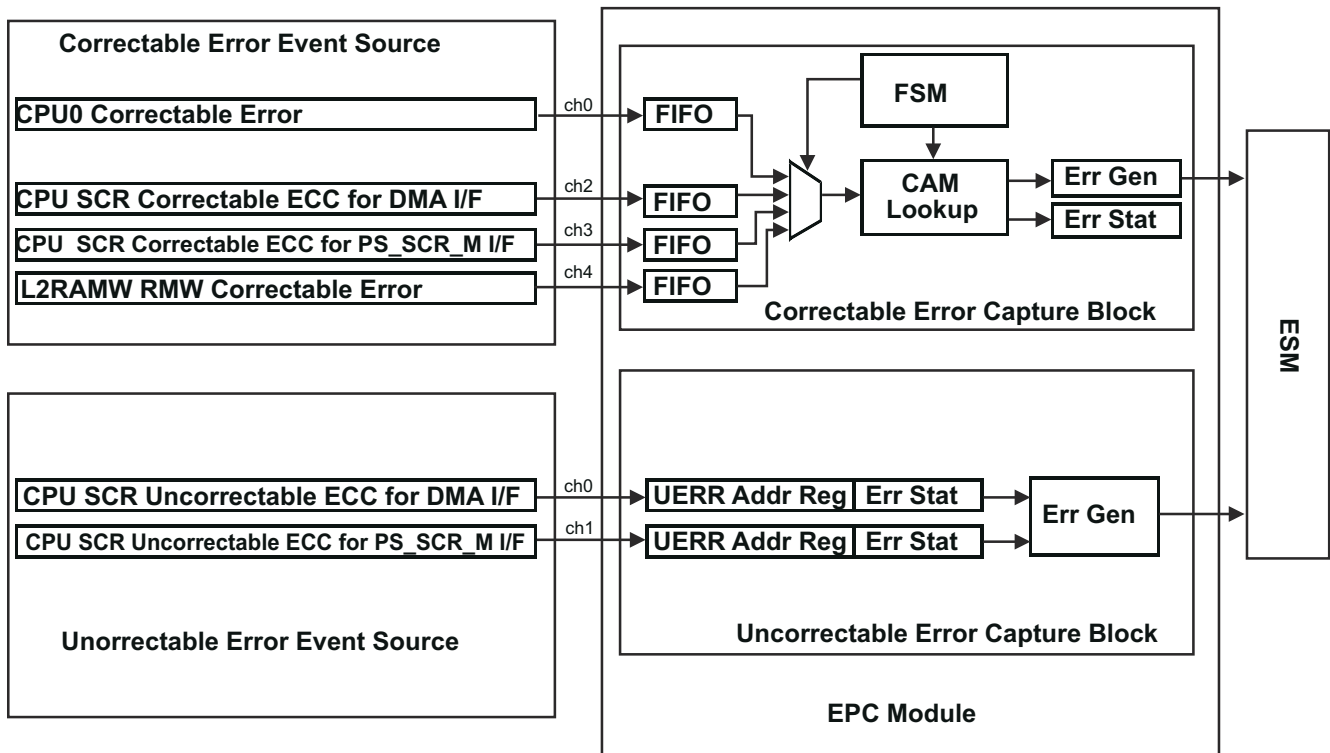 Correctable Error Event Source
CPU0 Correctable Error
ch0
FIFO
FSM
CPU SCR Correctable ECC for DMA I/F
ch2
FIFO
CPU SCR Correctable ECC for PS_SCR_M I/F
ch3
FIFO
L2RAMW RMW Correctable Error
ch4
FIFO
CAM
Lookup
Err Gen
Err Stat
Correctable Error Capture Block
ESM
CPU SCR Uncorrectable ECC for DMA I/F
ch0
UERR Addr Reg
Err Stat
CPU SCR Uncorrectable ECC for PS_SCR_M I/F
ch1
UERR Addr Reg
Err Stat
Err Gen
Unorrectable Error Event Source
Uncorrectable Error Capture Block
EPC Module